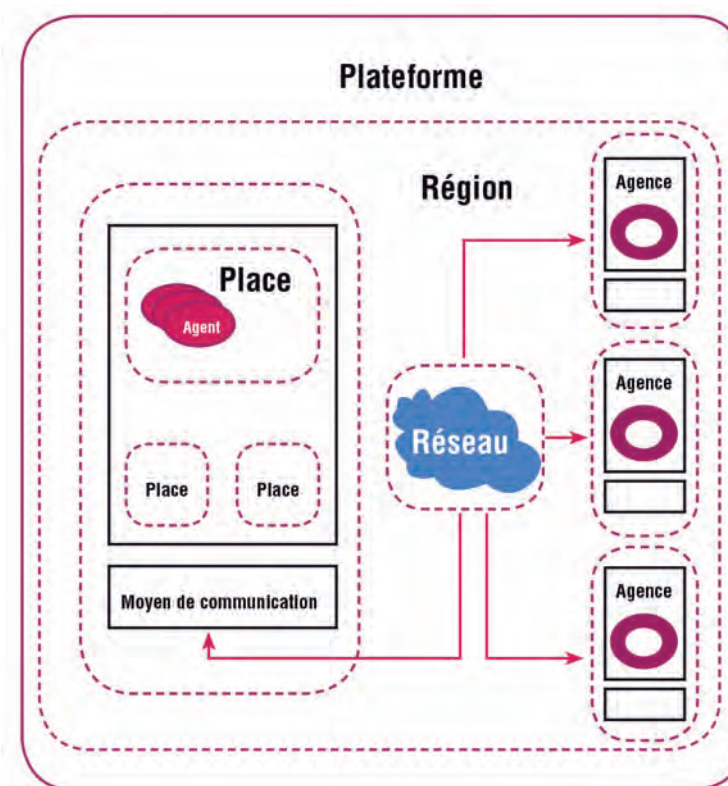 Plateforme
Région
Place
Agent
Place
Place
Moyen de communication
Réseau
Agence
Agence
Agence